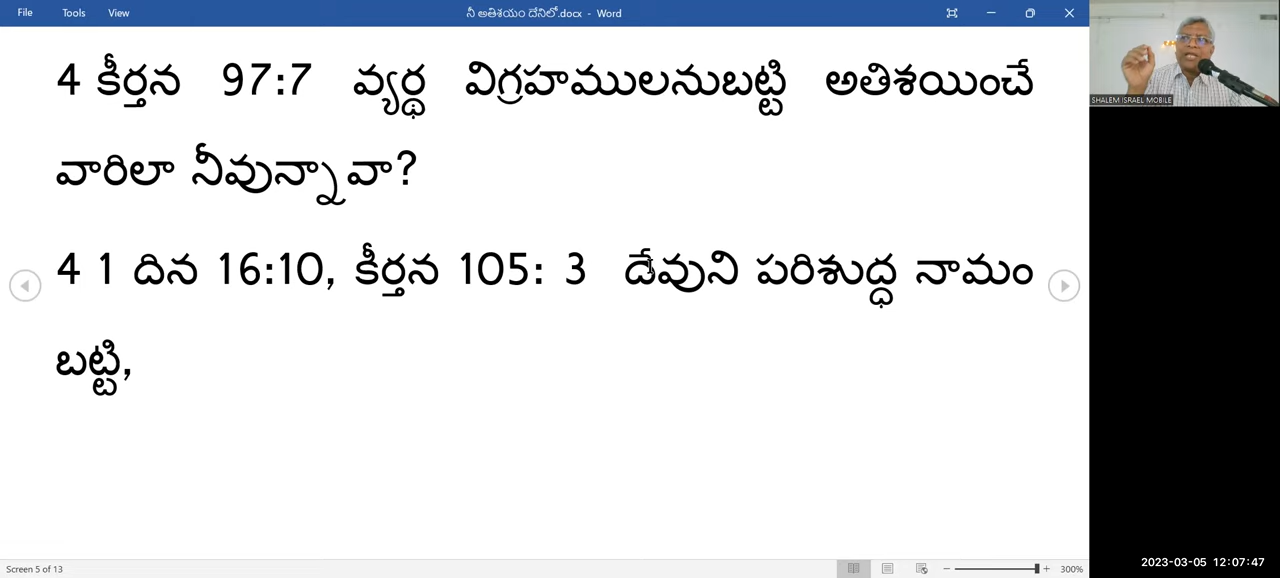 File Tools View నీ అతిశయం దేనిలో.docx - Word
4 కీర్తన 97:7 వ్యర్థ విగ్రహములనుబట్టి అతిశయించే
వారిలా నీవున్నావా?
4 1 దిన 16:10, కీర్తన 105: 3 దేవుని పరిశుద్ధ నామం
బట్టి,
SHALEM ISRAEL MOBILE
Screen 5 of 13 300%
2023-03-05 12:07:47